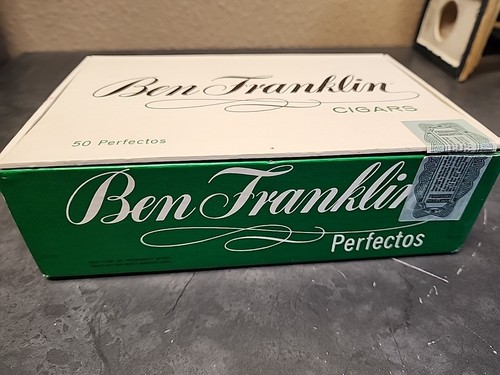 Ben Franklin
CIGARS
50 Perfectos
Ben Franklin
Perfectos